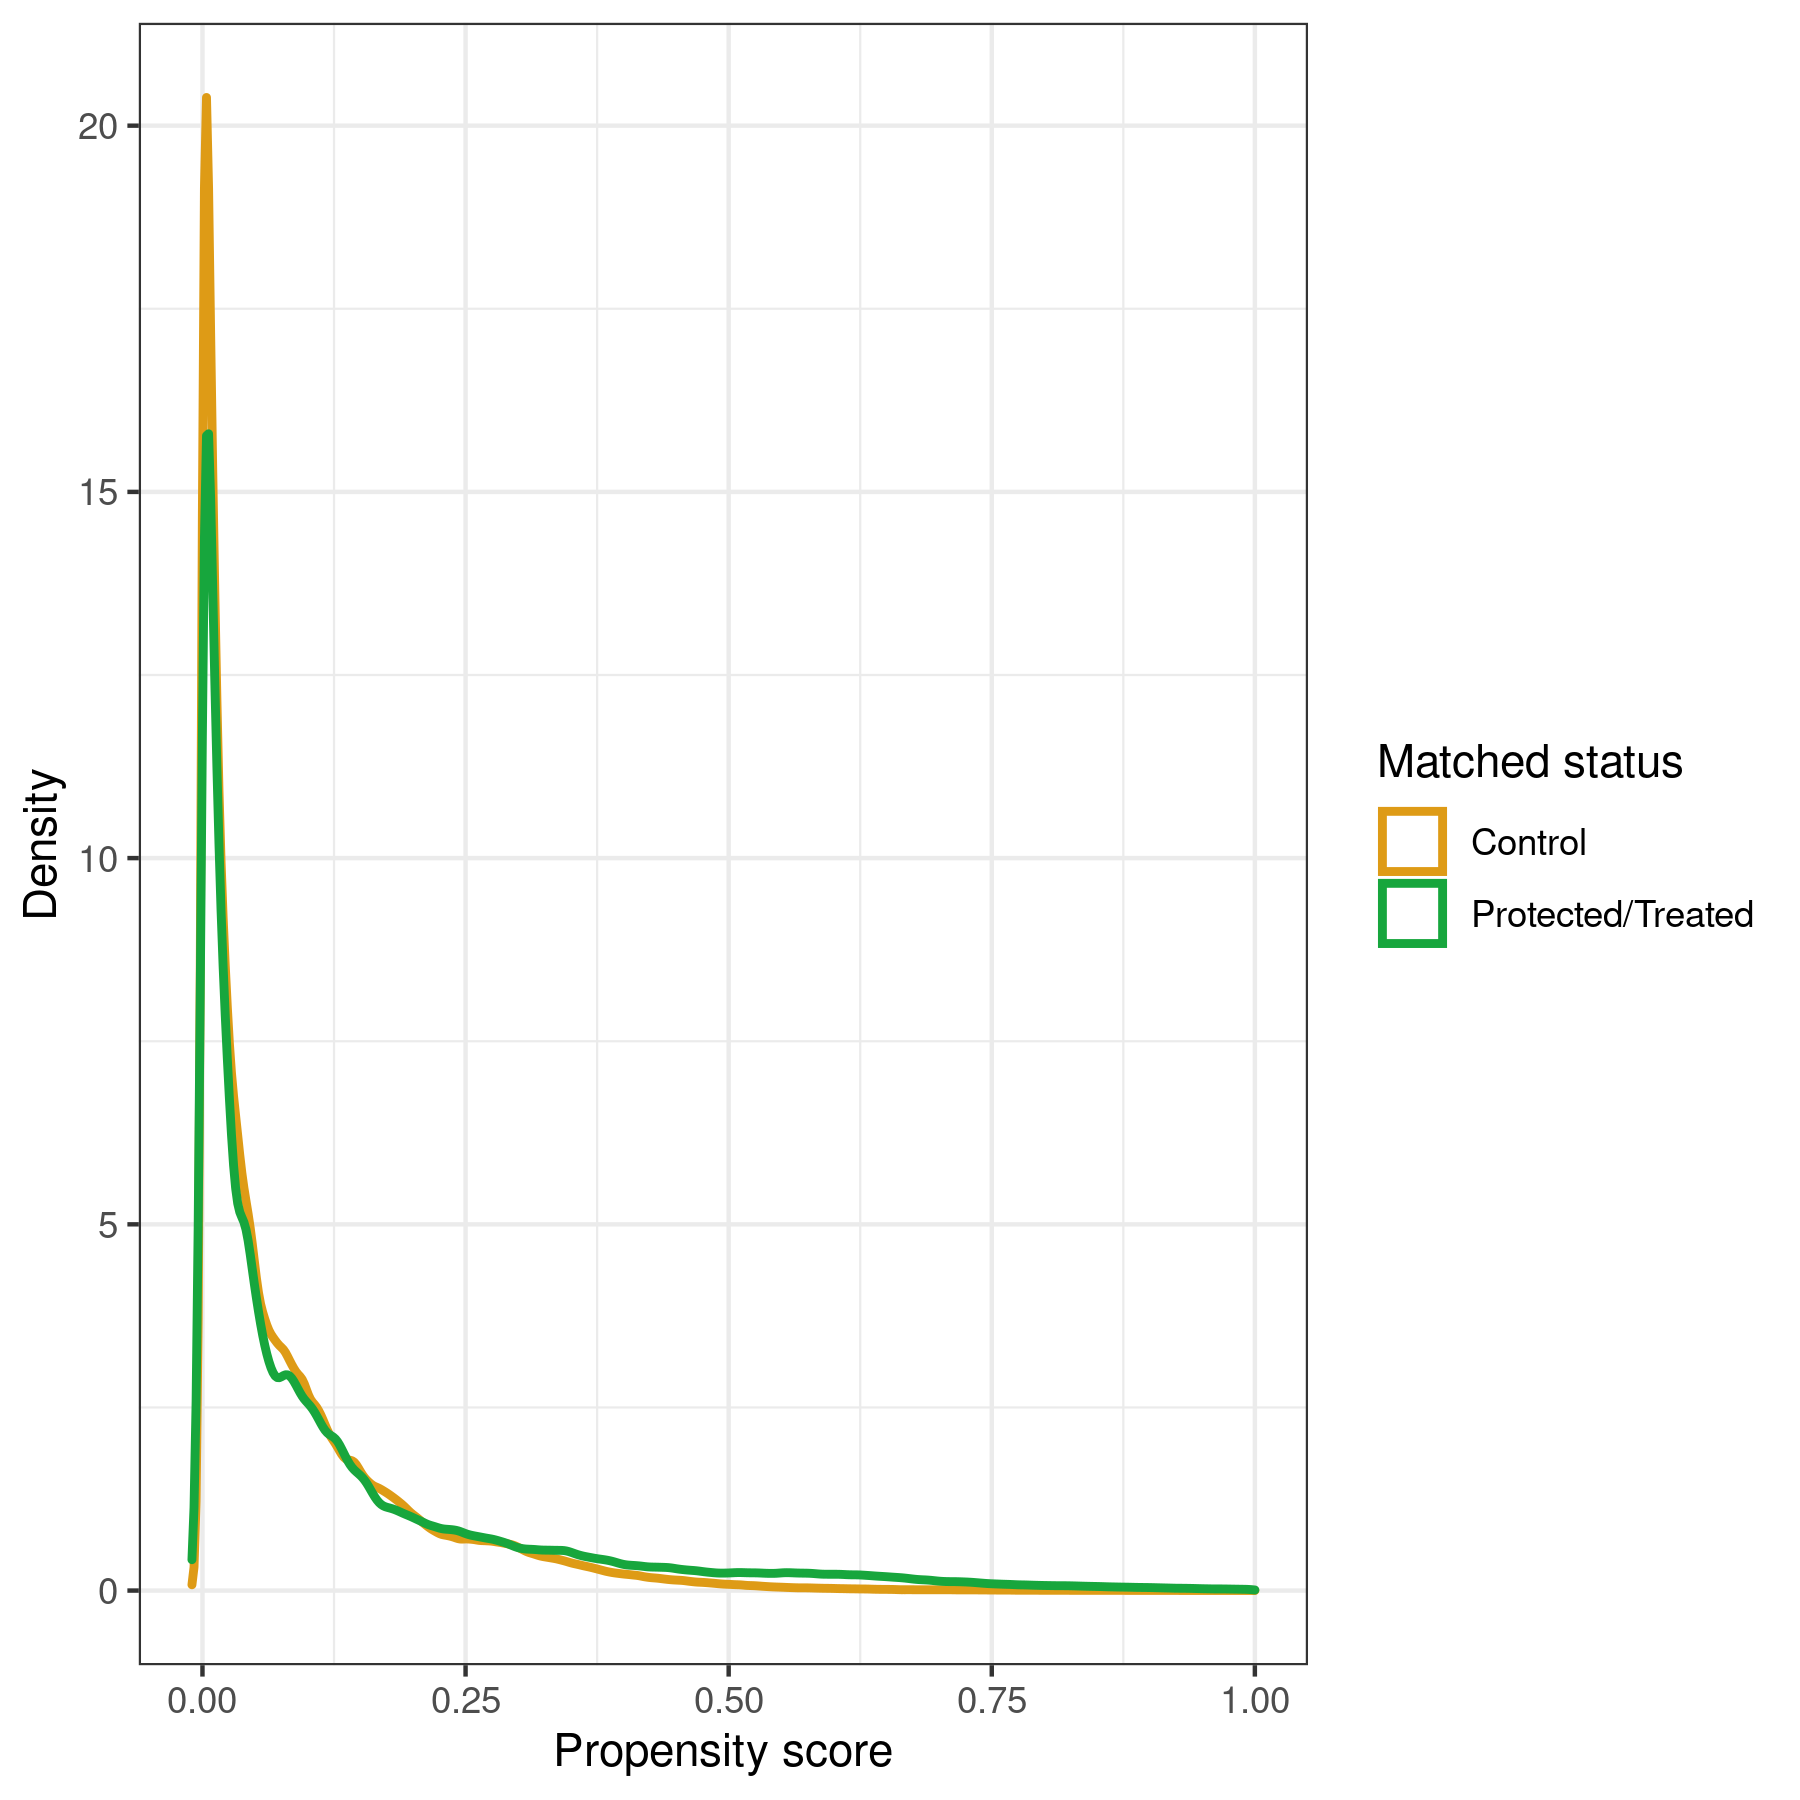 20
15
10
5
0
Density
0.00 0.25 0.50 0.75 1.00
Propensity score
Matched status
Control
Protected/Treated